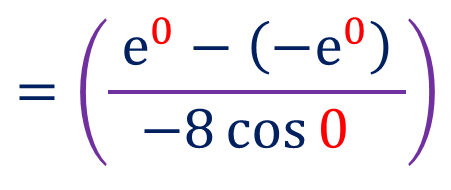 = ( (e⁰ − (−e⁰)) / (−8 cos 0) )